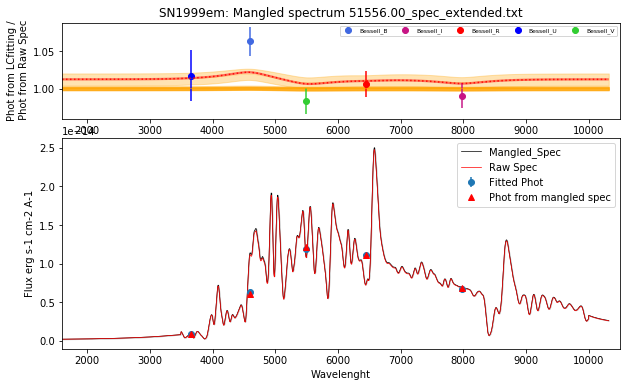 SN1999em: Mangled spectrum 51556.00_spec_extended.txt
Phot from LCfitting /
Phot from Raw Spec
1.05
1.00
Bessell_B
Bessell_I
Bessell_R
Bessell_U
Bessell_V
2000
3000
4000
5000
6000
7000
8000
9000
10000
1e−14
Flux erg s-1 cm-2 A-1
2.5
2.0
1.5
1.0
0.5
0.0
Mangled_Spec
Raw Spec
Fitted Phot
Phot from mangled spec
2000
3000
4000
5000
6000
7000
8000
9000
10000
Wavelenght